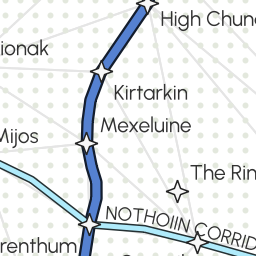 High Chun
ionak
Kirtarkin
Mexeluine
Mijos
The Rin
NOTHOIIN CORRID
renthum